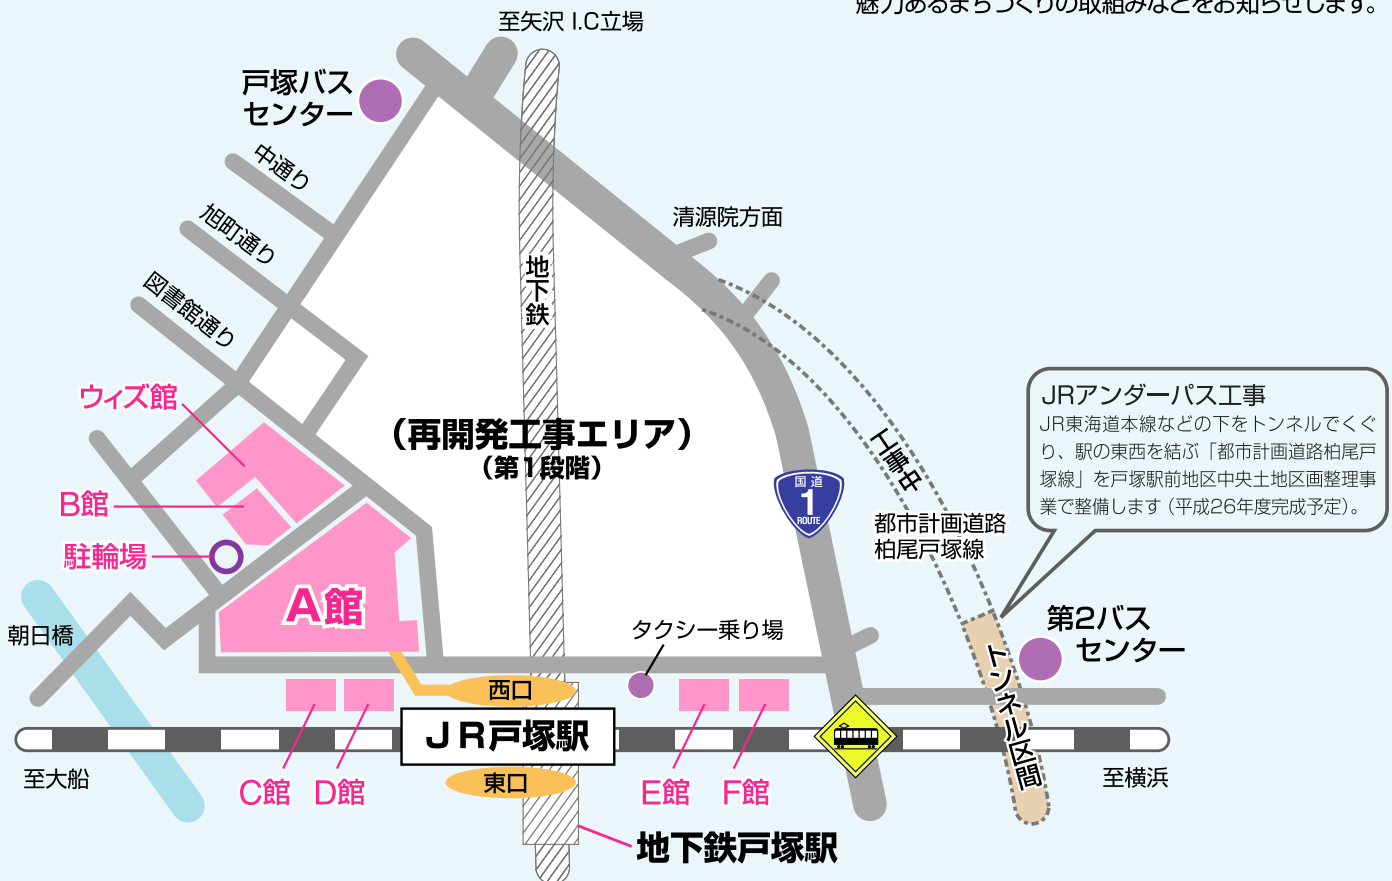 魅力あるまちづくりの取組みなどをお知らせします。
至矢沢 I.C立場
戸塚バス
センター
中通り
旭町通り
図書館通り
清源院方面
地下鉄
ウィズ館
(再開発工事エリア)
(第1段階)
B館
駐輪場
A館
朝日橋
工事中
国道
1
ROUTE
都市計画道路
柏尾戸塚線
JRアンダーパス工事
JR東海道本線などの下をトンネルでくぐ
り、駅の東西を結ぶ「都市計画道路柏尾戸
塚線」を戸塚駅前地区中央土地区画整理事
業で整備します(平成26年度完成予定)。
第2バス
センター
タクシー乗り場
西口
JR戸塚駅
東口
トンネル区間
至大船
C館
D館
E館
F館
至横浜
地下鉄戸塚駅